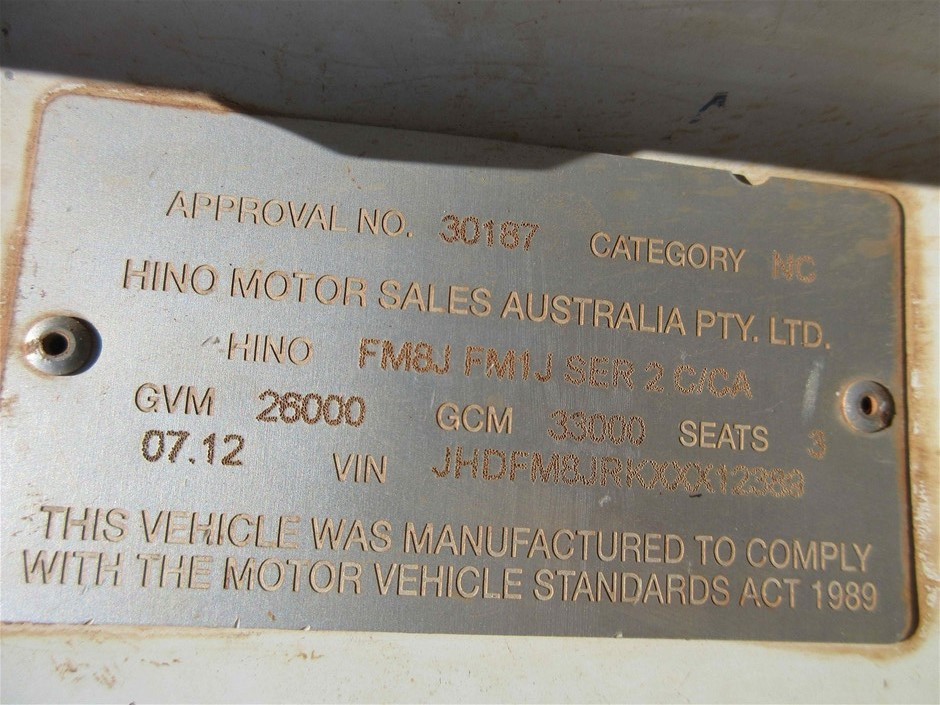 APPROVAL NO. 30187 CATEGORY NC
HINO MOTOR SALES AUSTRALIA PTY. LTD.
HINO FM8J FM1J SER 2 C/CA
GVM 26000 GCM 33000 SEATS 3
07.12 VIN JHDFM8JRKXXX12389
THIS VEHICLE WAS MANUFACTURED TO COMPLY
WITH THE MOTOR VEHICLE STANDARDS ACT 1989